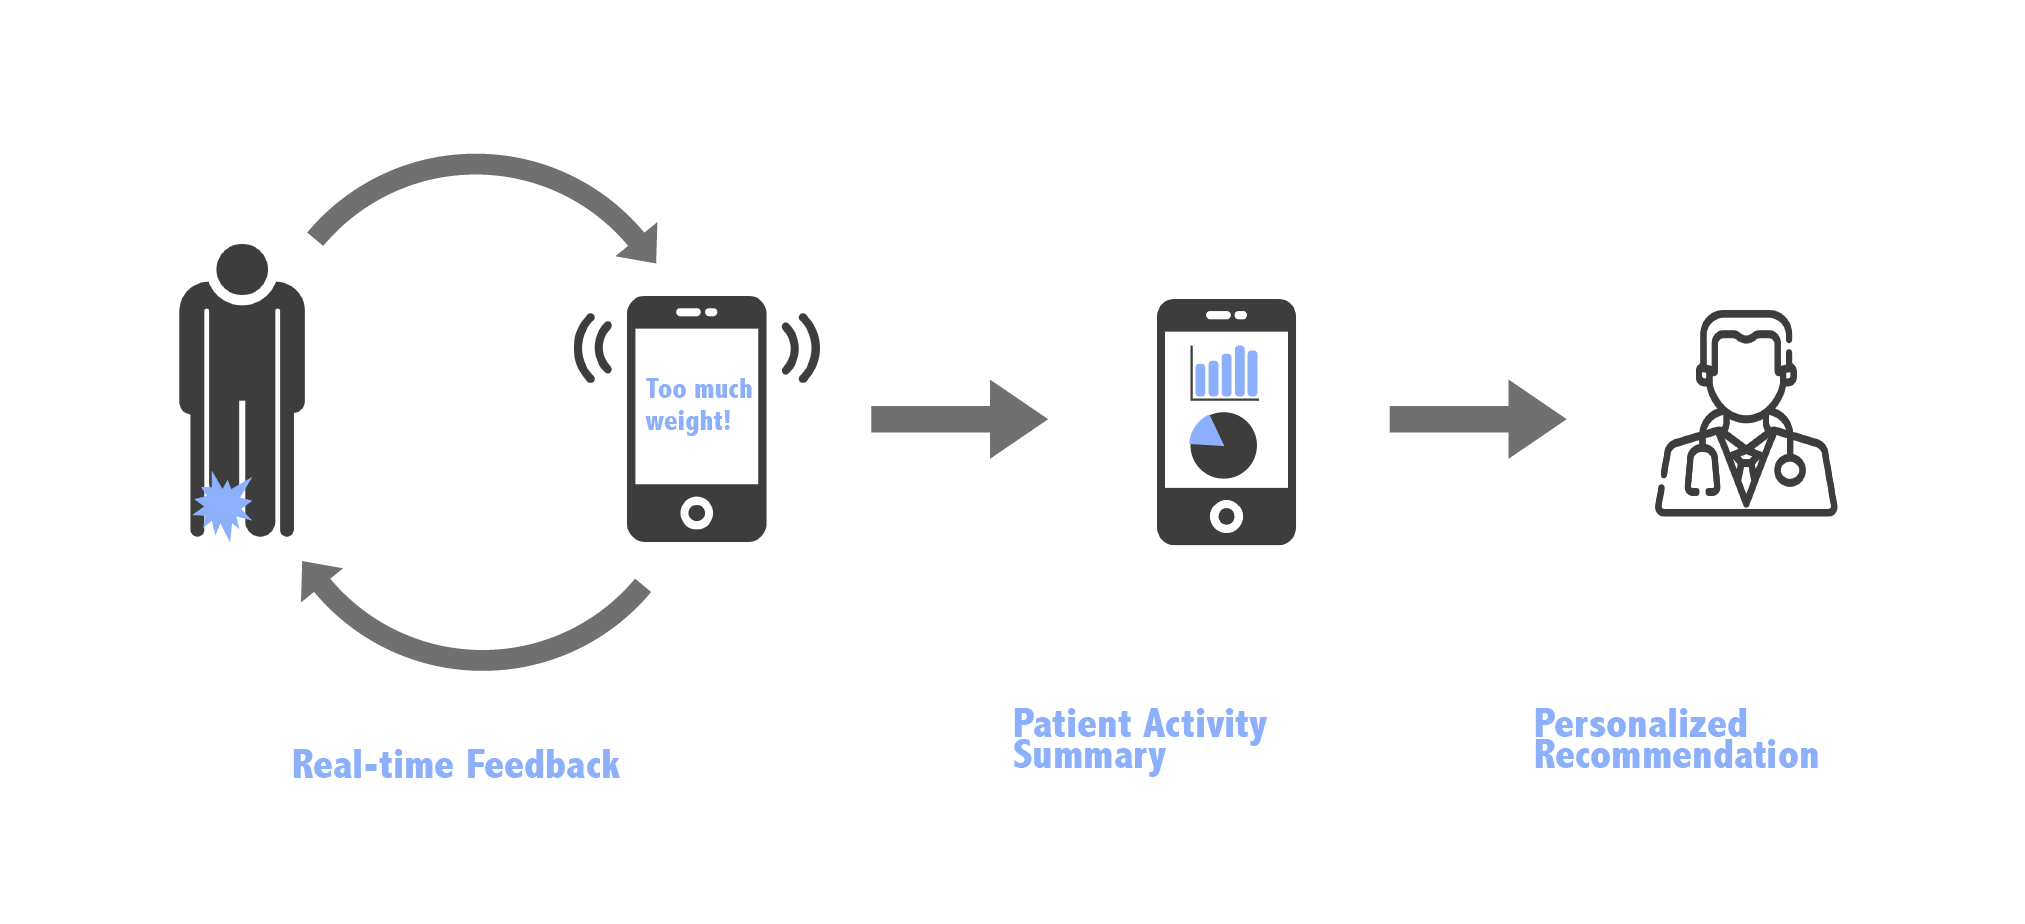 Too much
weight!
Real-time Feedback
Patient Activity
Summary
Personalized
Recommendation